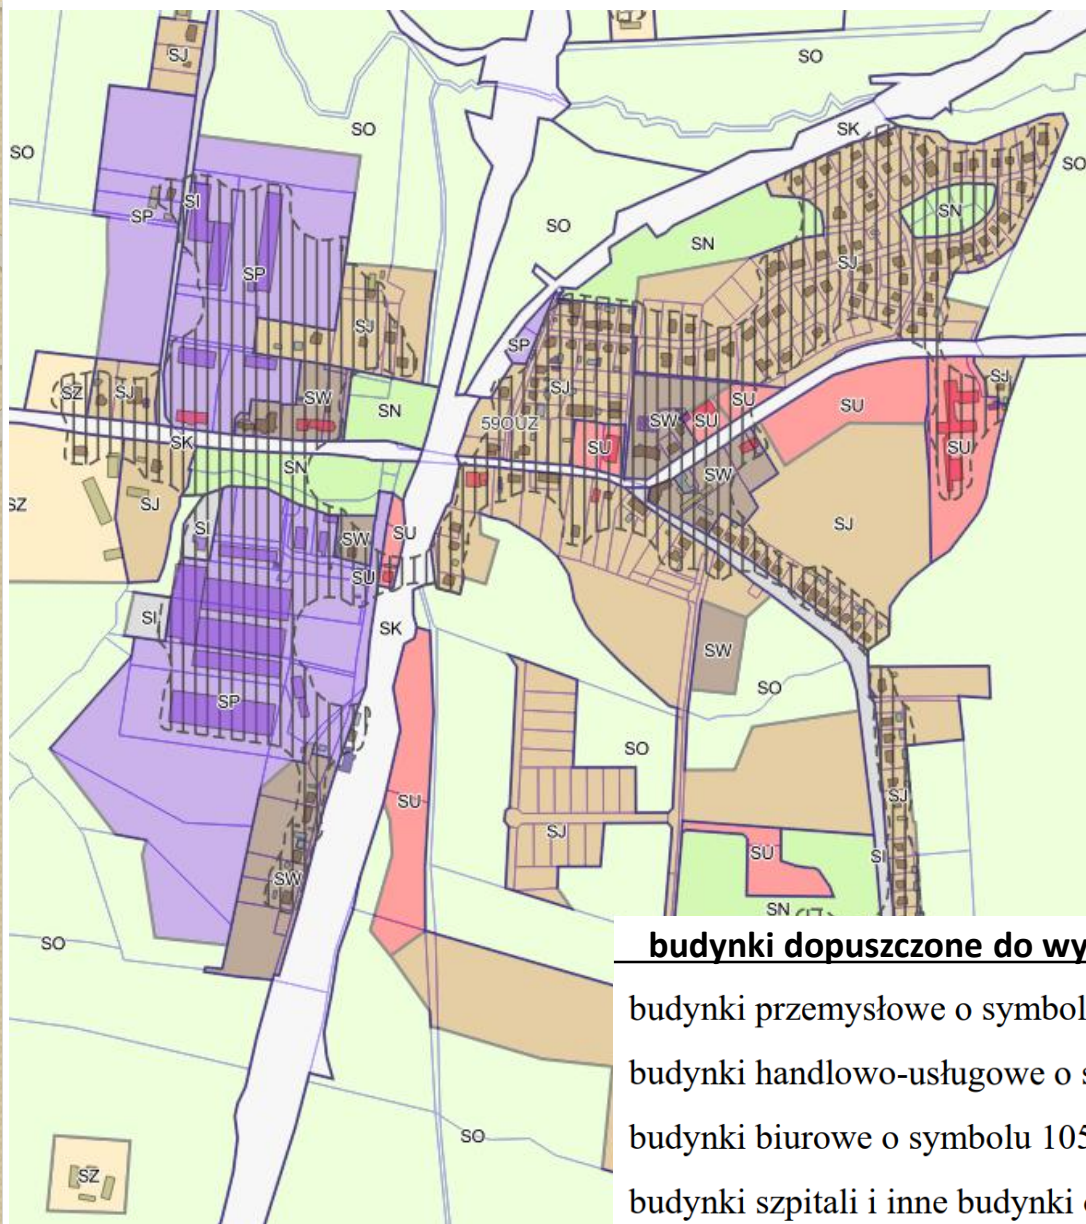 SO
SJ
SO
SK
SO
SO
SI
SN
SP
SO
SN
SJ
SP
SJ
SP
SJ
SJ
SZ
SJ
SW
SN
SU
SU
SW
SU
590UZ
SU
SU
SK
SN
SW
SZ
SJ
SJ
SI
SW
SU
SU
SI
SK
SW
SO
SP
SO
SU
SJ
SJ
SU
SI
SW
SN
SO
SO
SZ
budynki dopuszczone do wy
budynki przemysłowe o symbol
budynki handlowo-usługowe o s
budynki biurowe o symbolu 105
budynki szpitali i inne budynki